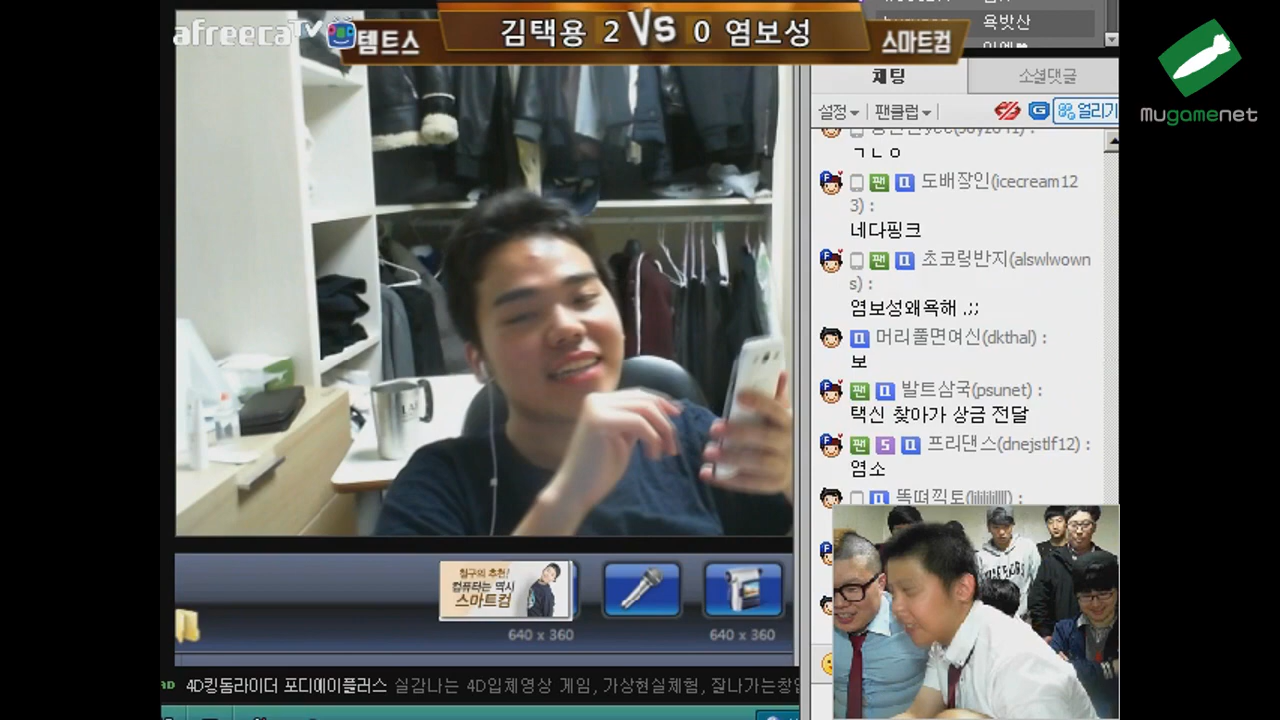 afreecaTV
템트스
김택용 2 Vs 0 염보성
스마트컴
욕밧산
Mugamenet
채팅
소셜댓글
설정
팬클럽
얼리기
ㄱㄴㅇ
팬
도배장인(icecream12
3) :
네다핑크
팬
초코링반지(alswlwown
s) :
염보성왜욕해 .;;
머리풀면여신(dkthal) :
보
팬
발트삼국(psunet) :
택신 찾아가 상금 전달
팬 S
프리댄스(dnejstlf12) :
염소
친구의 추천!
컴퓨터는 역시
스마트컴
640 x 360
640 x 360
4D킹돔라이더 포디에이플러스 실감나는 4D입체영상 게임, 가상현실체험, 잘나가는창업